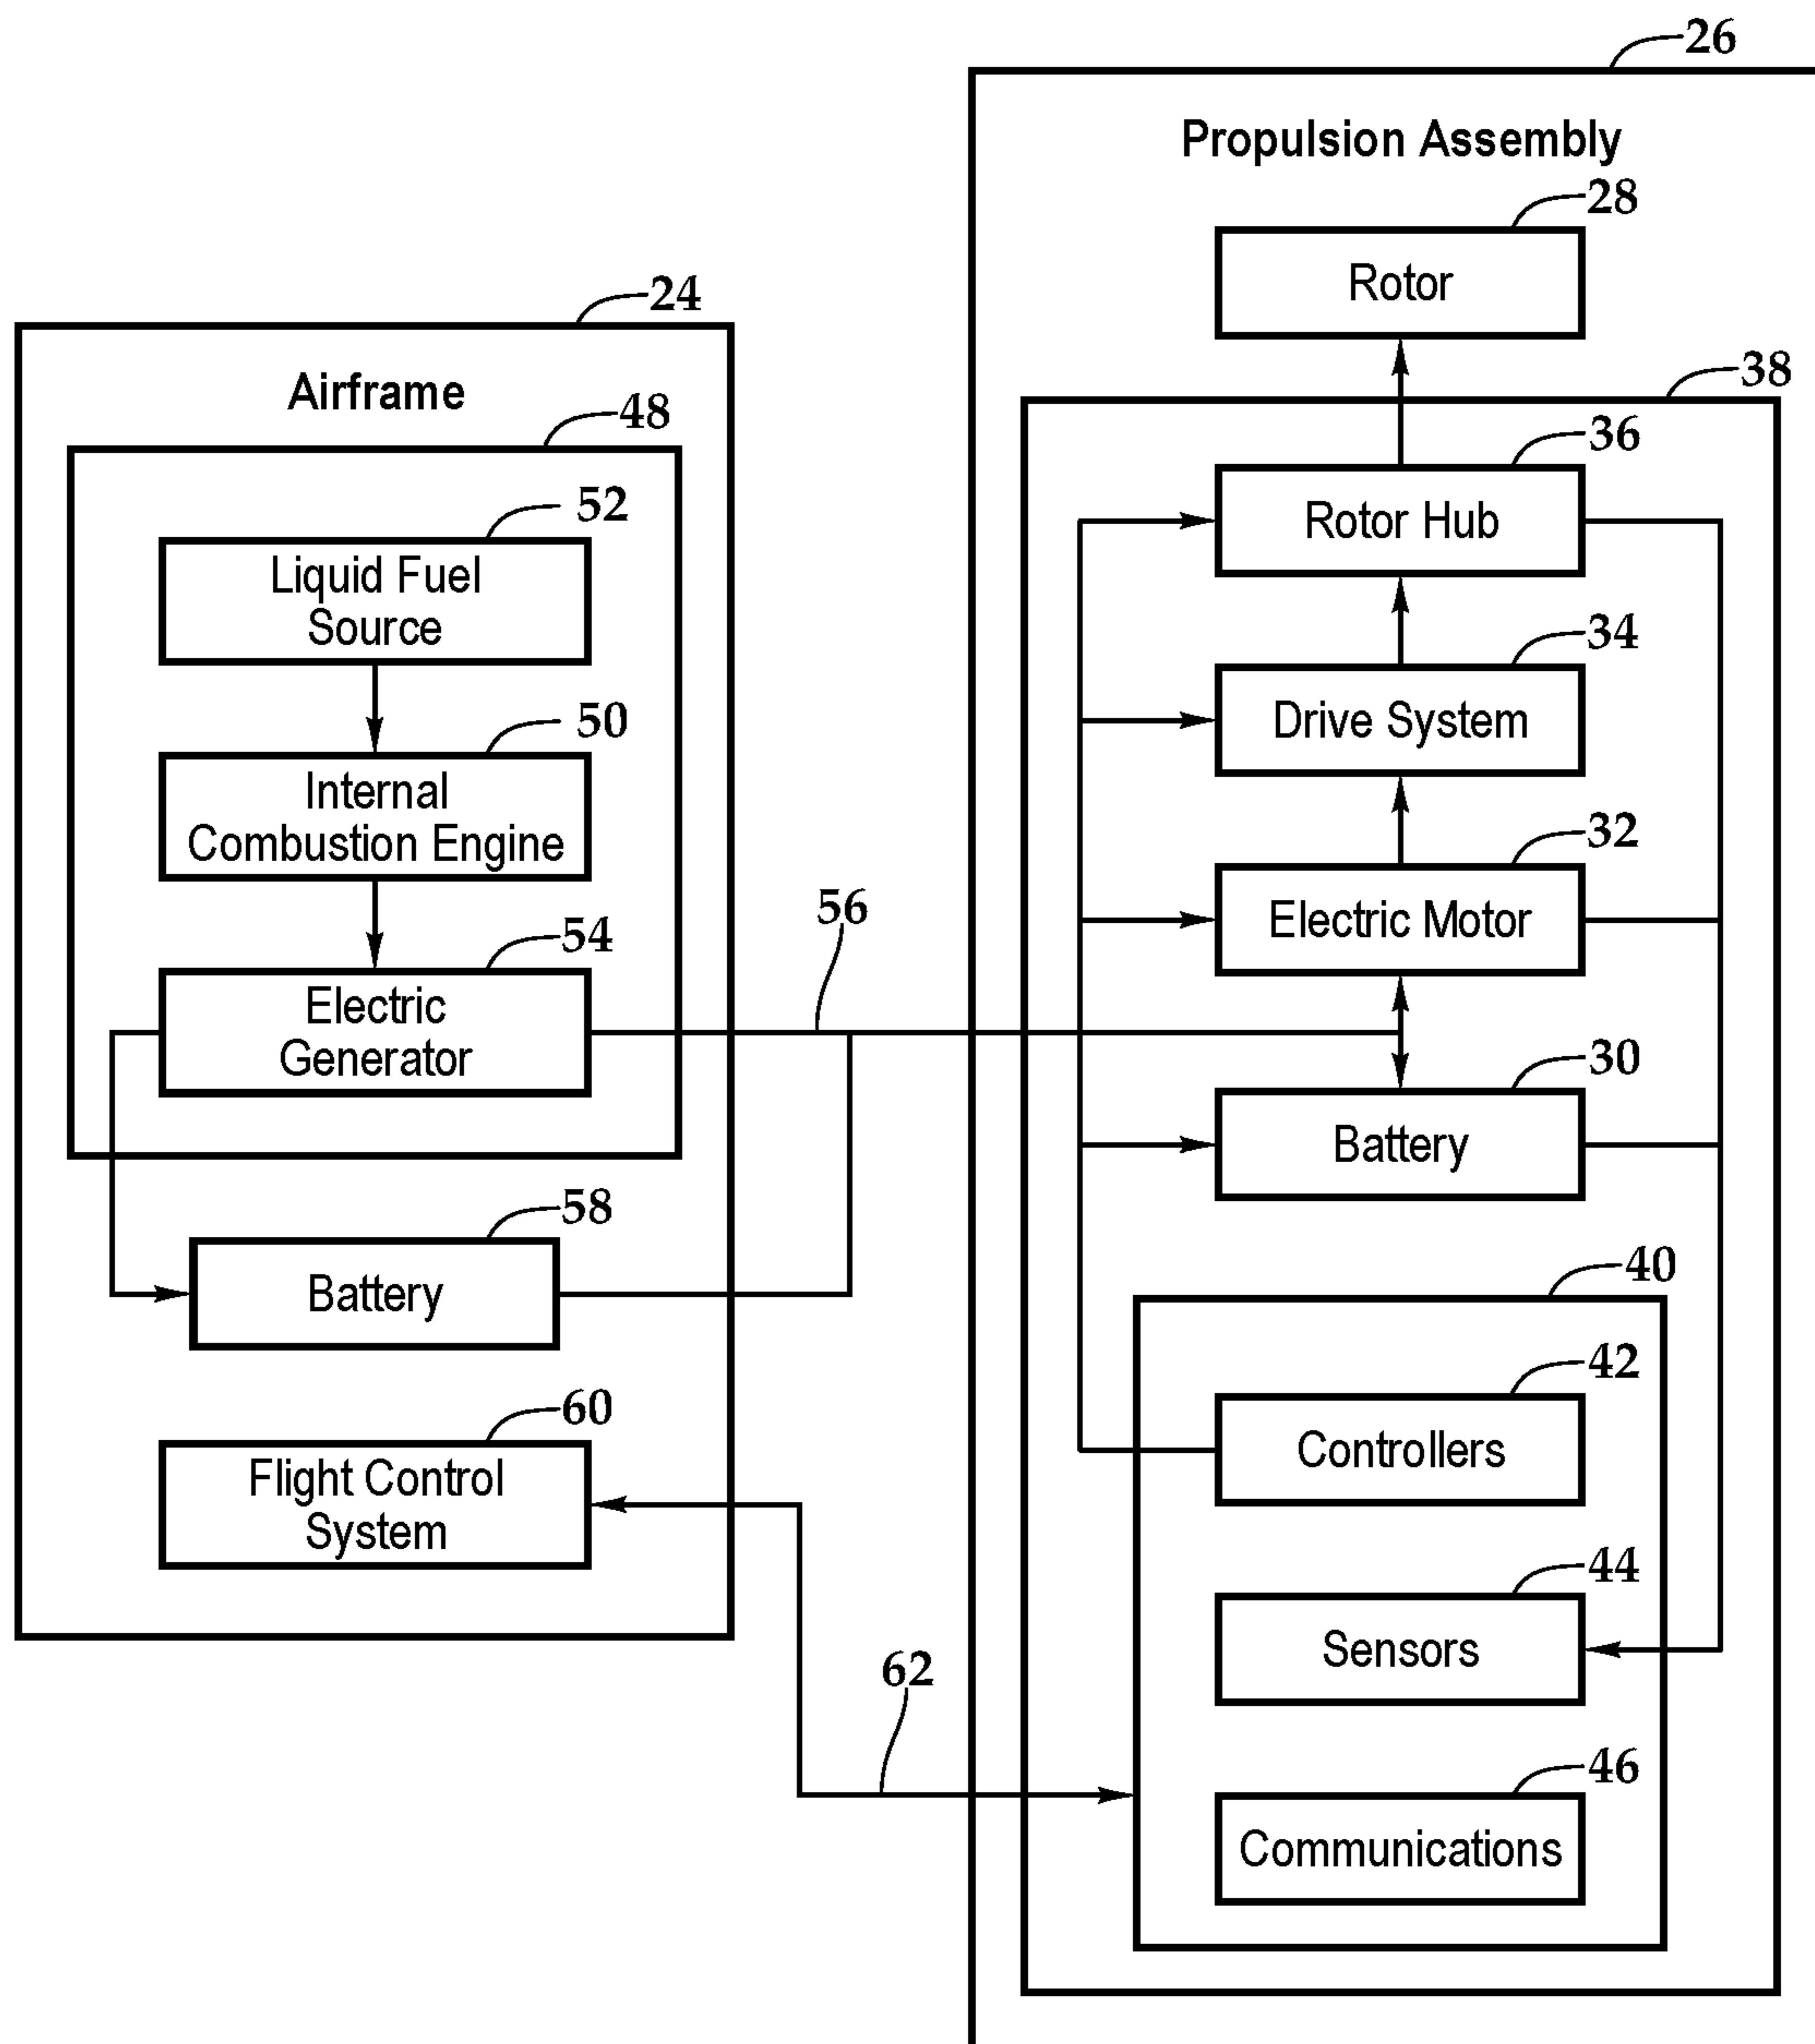 26
Propulsion Assembly
28
Rotor
24
Airframe
38
48
36
Rotor Hub
52
Liquid Fuel
Source
34
Drive System
50
Internal
Combustion Engine
32
Electric Motor
56
54
Electric
Generator
30
Battery
58
Battery
40
42
Controllers
60
Flight Control
System
44
Sensors
62
46
Communications